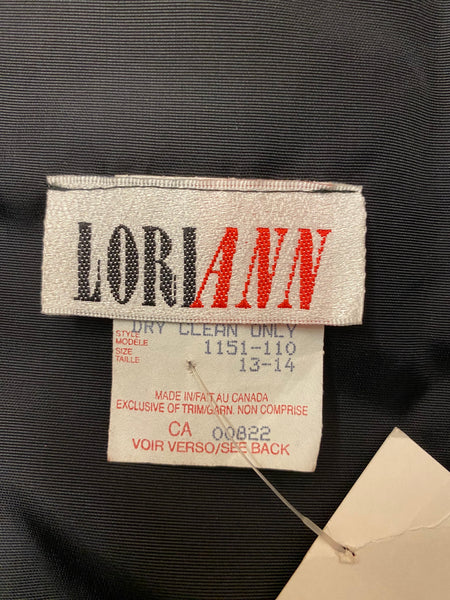 LORIANN
DRY CLEAN ONLY
STYLE
MODÈLE 1151-110
SIZE
TAILLE 13-14
MADE IN/FAIT AU CANADA
EXCLUSIVE OF TRIM/GARN. NON COMPRISE
CA 00822
VOIR VERSO/SEE BACK